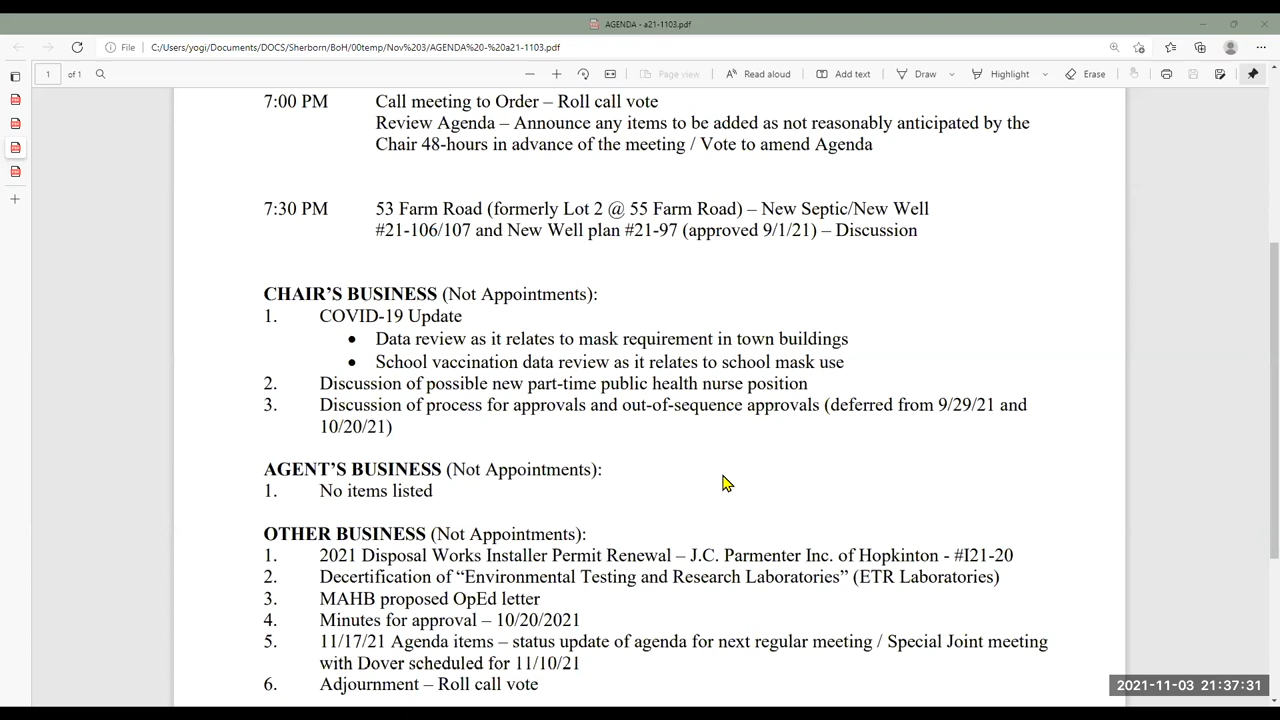 AGENDA - a21-1103.pdf
File C:/Users/yogi/Documents/DOCS/Sherborn/BoH/00temp/Nov%203/AGENDA%20-%20a21-1103.pdf
1 of 1 Page view Read aloud Add text Draw Highlight Erase
7:00 PM Call meeting to Order – Roll call vote
Review Agenda – Announce any items to be added as not reasonably anticipated by the
Chair 48-hours in advance of the meeting / Vote to amend Agenda
7:30 PM 53 Farm Road (formerly Lot 2 @ 55 Farm Road) – New Septic/New Well
#21-106/107 and New Well plan #21-97 (approved 9/1/21) – Discussion
CHAIR’S BUSINESS (Not Appointments):
1. COVID-19 Update
• Data review as it relates to mask requirement in town buildings
• School vaccination data review as it relates to school mask use
2. Discussion of possible new part-time public health nurse position
3. Discussion of process for approvals and out-of-sequence approvals (deferred from 9/29/21 and
10/20/21)
AGENT’S BUSINESS (Not Appointments):
1. No items listed
OTHER BUSINESS (Not Appointments):
1. 2021 Disposal Works Installer Permit Renewal – J.C. Parmenter Inc. of Hopkinton - #I21-20
2. Decertification of “Environmental Testing and Research Laboratories” (ETR Laboratories)
3. MAHB proposed OpEd letter
4. Minutes for approval – 10/20/2021
5. 11/17/21 Agenda items – status update of agenda for next regular meeting / Special Joint meeting
with Dover scheduled for 11/10/21
6. Adjournment – Roll call vote
2021-11-03 21:37:31